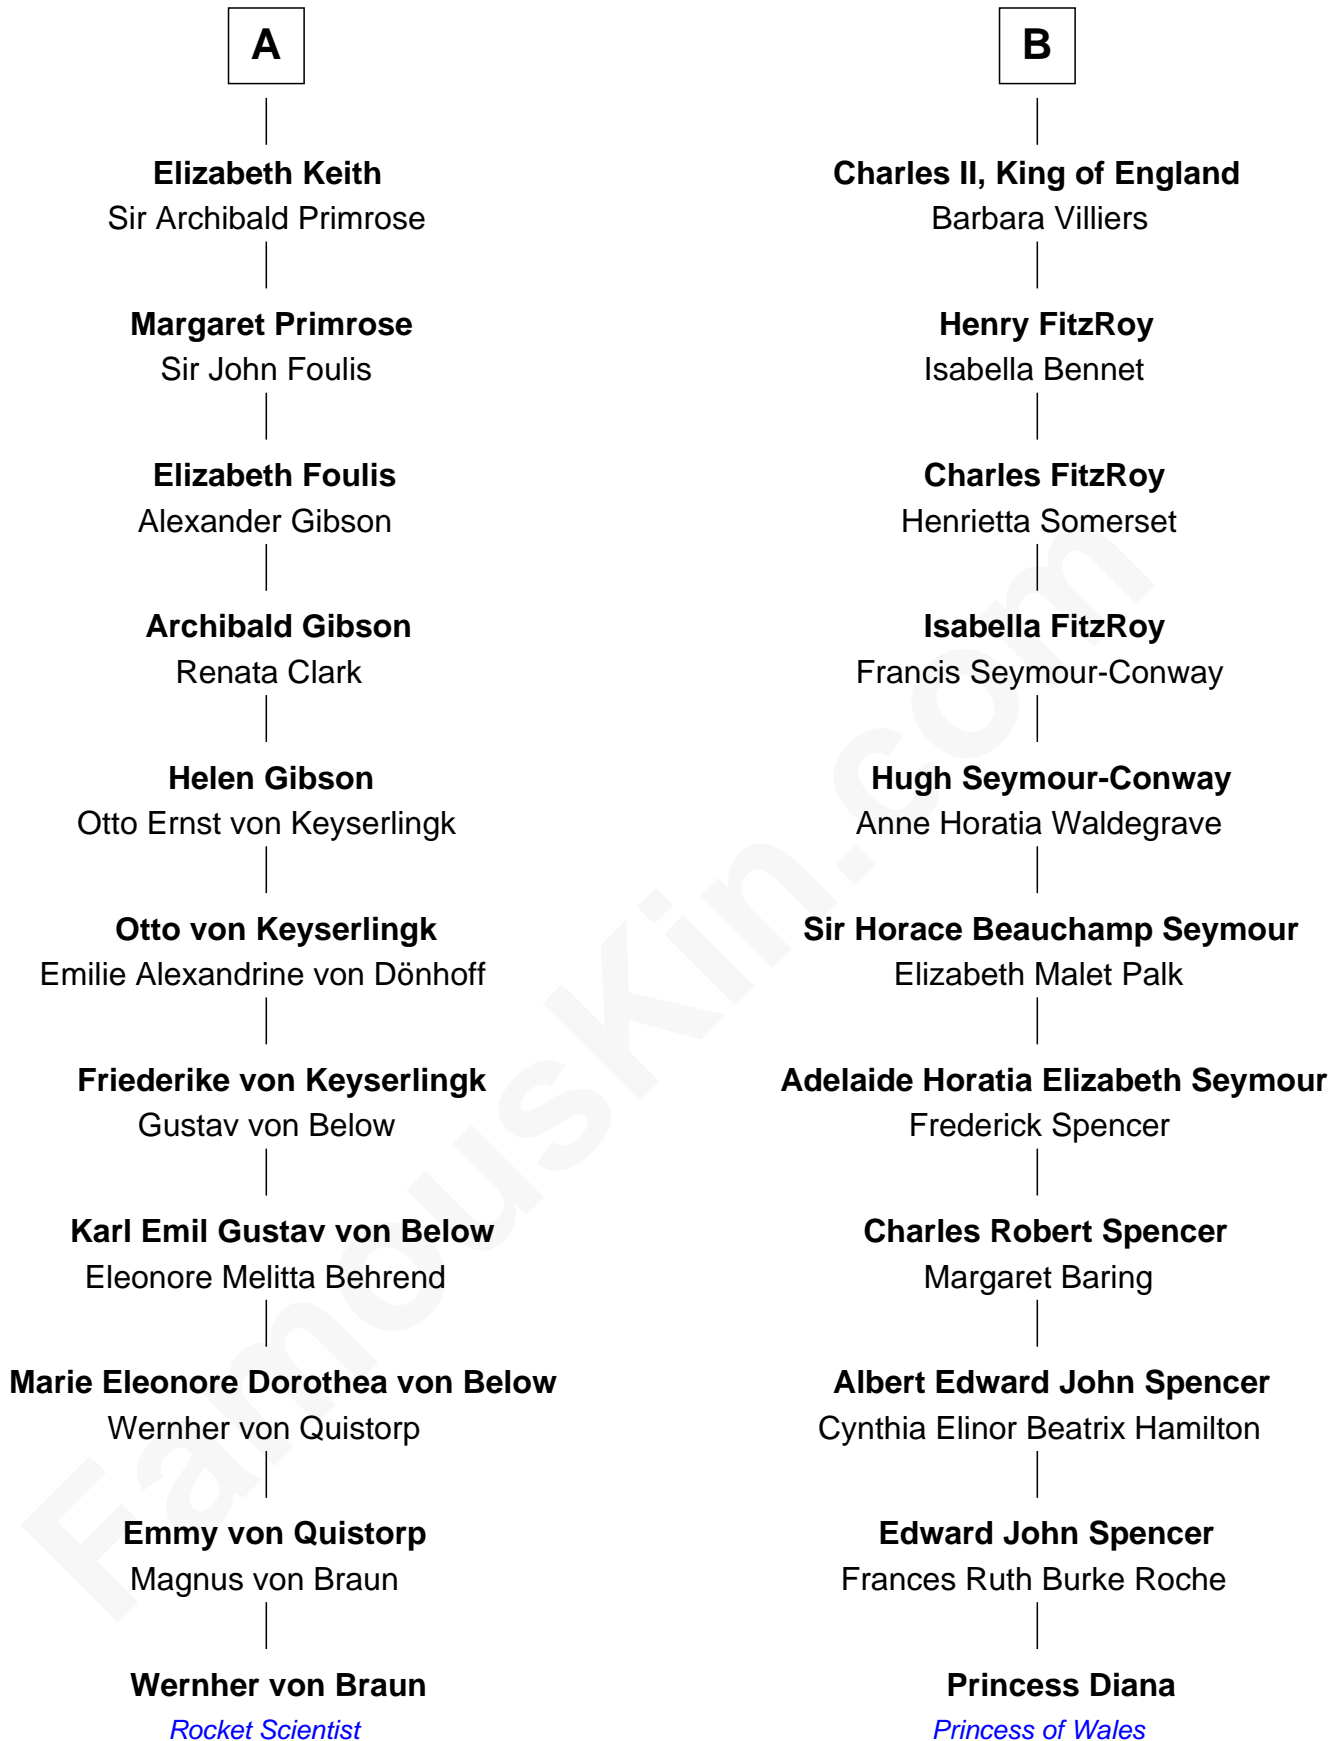 A
Elizabeth Keith
Sir Archibald Primrose
Margaret Primrose
Sir John Foulis
Elizabeth Foulis
Alexander Gibson
Archibald Gibson
Renata Clark
Helen Gibson
Otto Ernst von Keyserlingk
Otto von Keyserlingk
Emilie Alexandrine von Dönhoff
Friederike von Keyserlingk
Gustav von Below
Karl Emil Gustav von Below
Eleonore Melitta Behrend
Marie Eleonore Dorothea von Below
Wernher von Quistorp
Emmy von Quistorp
Magnus von Braun
Wernher von Braun
Rocket Scientist
B
Charles II, King of England
Barbara Villiers
Henry FitzRoy
Isabella Bennet
Charles FitzRoy
Henrietta Somerset
Isabella FitzRoy
Francis Seymour-Conway
Hugh Seymour-Conway
Anne Horatia Waldegrave
Sir Horace Beauchamp Seymour
Elizabeth Malet Palk
Adelaide Horatia Elizabeth Seymour
Frederick Spencer
Charles Robert Spencer
Margaret Baring
Albert Edward John Spencer
Cynthia Elinor Beatrix Hamilton
Edward John Spencer
Frances Ruth Burke Roche
Princess Diana
Princess of Wales
FamousKin.com